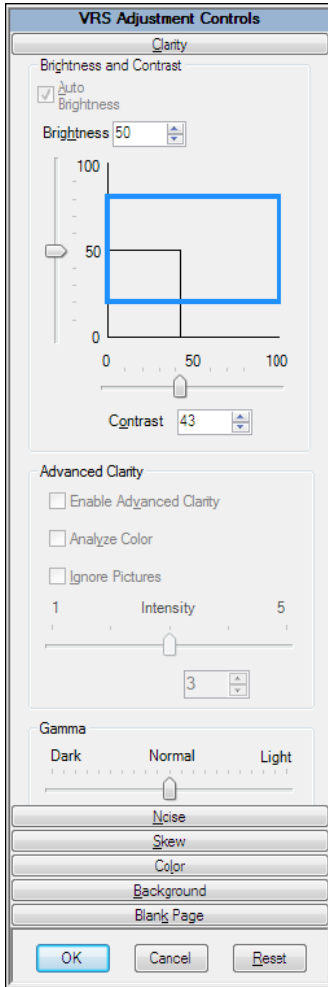 VRS Adjustment Controls
Clarity
Brightness and Contrast
Auto
Brightness
Brightness 50
100
50
0
0 50 100
Contrast 43
Advanced Clarity
Enable Advanced Clarity
Analyze Color
Ignore Pictures
1 Intensity 5
3
Gamma
Dark Normal Light
Noise
Skew
Color
Background
Blank Page
OK Cancel Reset